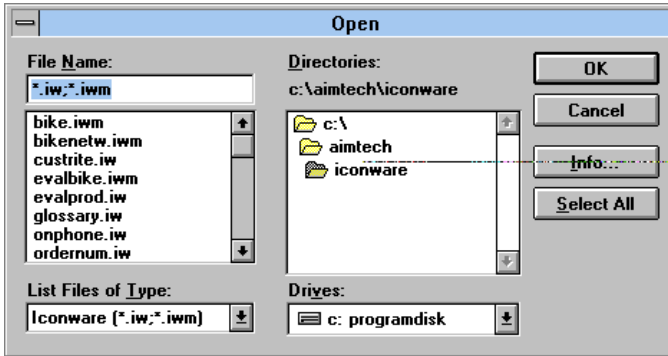 Open
File Name:
*.iw;*.iwm
bike.iwm
bikenetw.iwm
custrite.iw
evalbike.iwm
evalprod.iw
glossary.iw
onphone.iw
ordernum.iw
List Files of Type:
Iconware (*.iw;*.iwm)
Directories:
c:\aimtech\iconware
c:\
aimtech
iconware
Drives:
c: programdisk
OK
Cancel
Info...
Select All